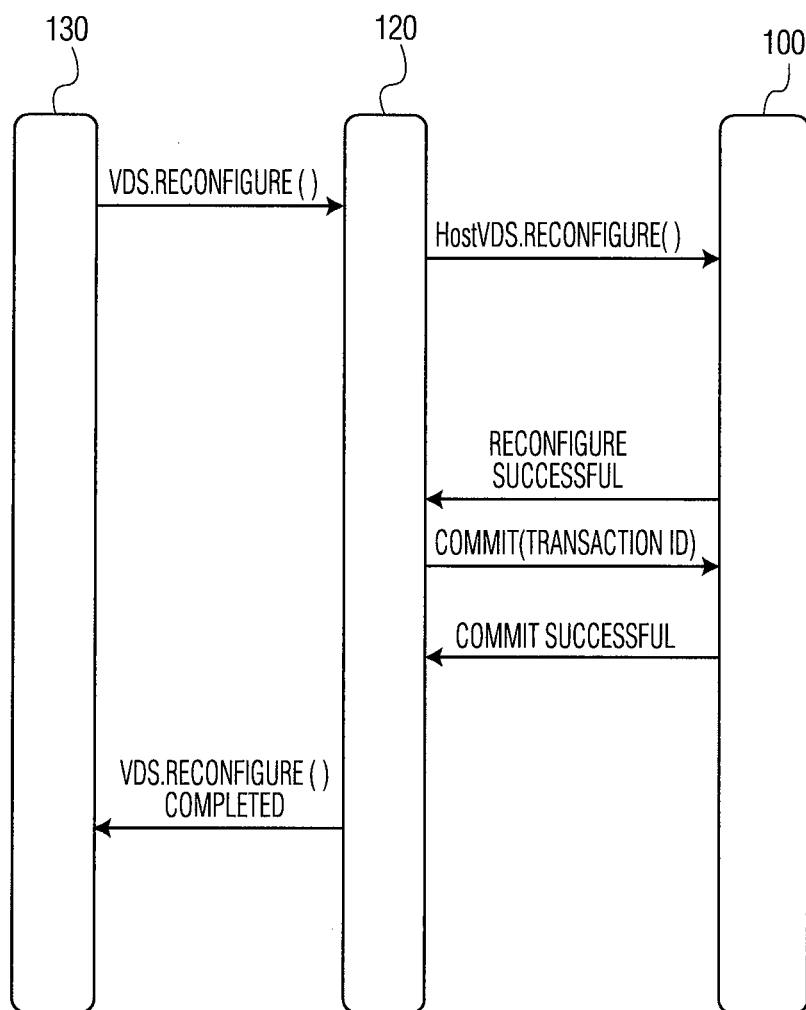 130
120
100
VDS.RECONFIGURE ( )
HostVDS.RECONFIGURE( )
RECONFIGURE
SUCCESSFUL
COMMIT(TRANSACTION ID)
COMMIT SUCCESSFUL
VDS.RECONFIGURE ( )
COMPLETED